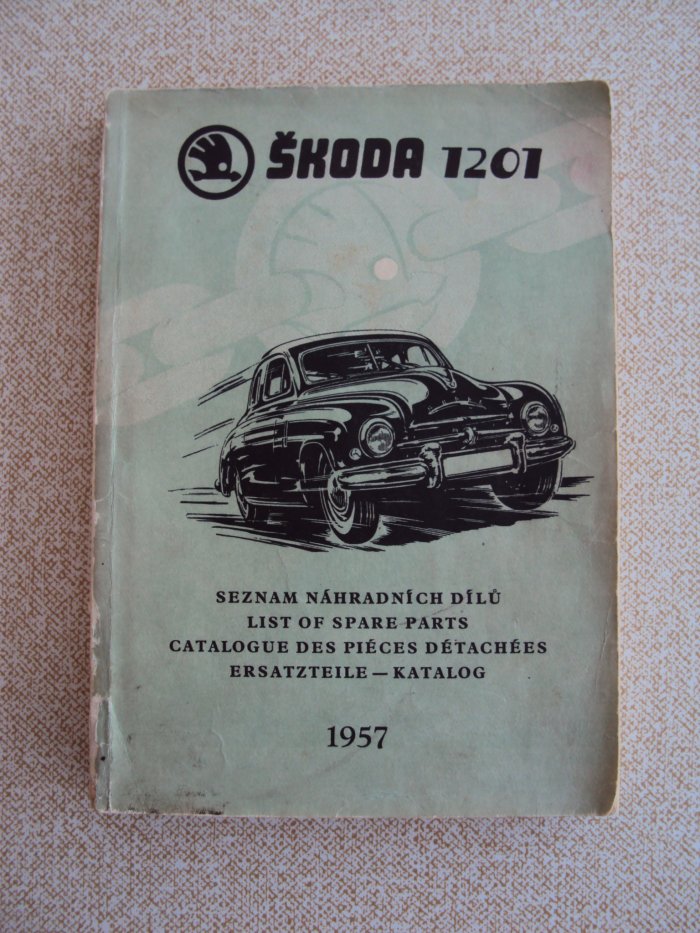 ŠKODA 1201
SEZNAM NÁHRADNÍCH DÍLŮ
LIST OF SPARE PARTS
CATALOGUE DES PIÉCES DÉTACHÉES
ERSATZTEILE — KATALOG
1957